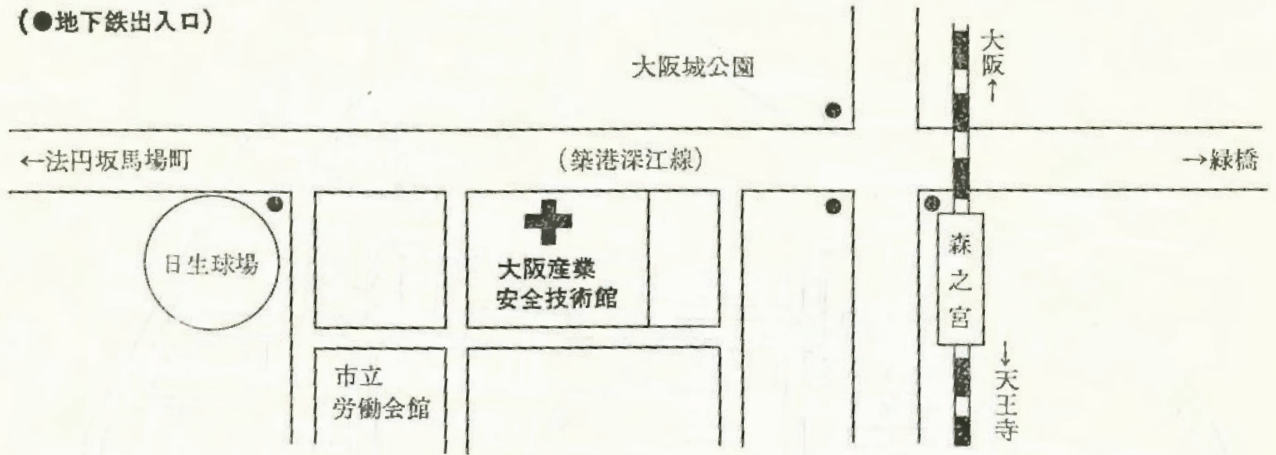 (●地下鉄出入口)
大阪城公園
大阪↑
←法円坂馬場町
(築港深江線)
→緑橋
日生球場
大阪産業
安全技術館
森之宮
市立
労働会館
↓天王寺